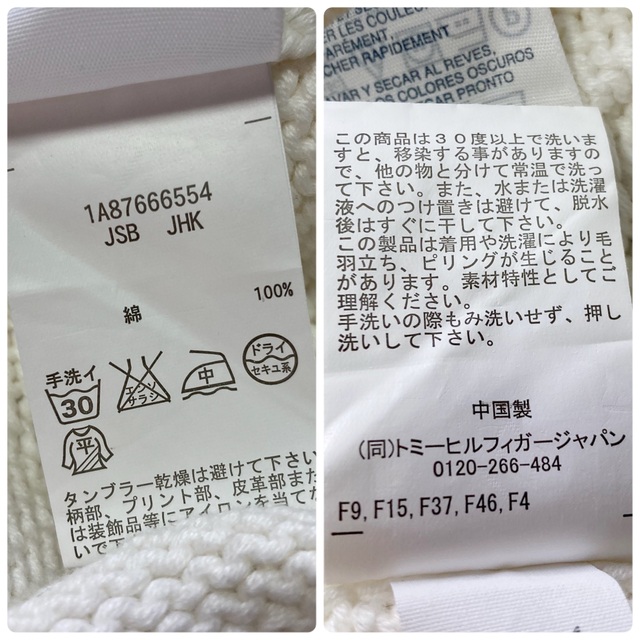 1A87666554
JSB JHK
100%
綿
手洗イ
30
エンソ
サラシ
中
ドライ
セキユ系
平
タンブラー乾燥は避けて下さい
柄部、プリント部、皮革部また
は装飾品等にアイロンを当てか
いで下
LES COULEU
PARÉMENT.
CHER RAPIDEMENT
AVAR Y SECAR AL REVES,
COLORES OSCUROS
SECAR PRONTO
この商品は３０度以上で洗いま
すと、移染する事がありますの
で、他の物と分けて常温で洗っ
て下さい。また、水または洗濯
液へのつけ置きは避けて、脱水
後はすぐに干して下さい。
この製品は着用や洗濯により毛
羽立ち、ピリングが生じること
があります。素材特性としてご
理解ください。
手洗いの際もみ洗いせず、押し
洗いして下さい。
中国製
(同)トミーヒルフィガージャパン
0120-266-484
F9,F15,F37,F46,F4